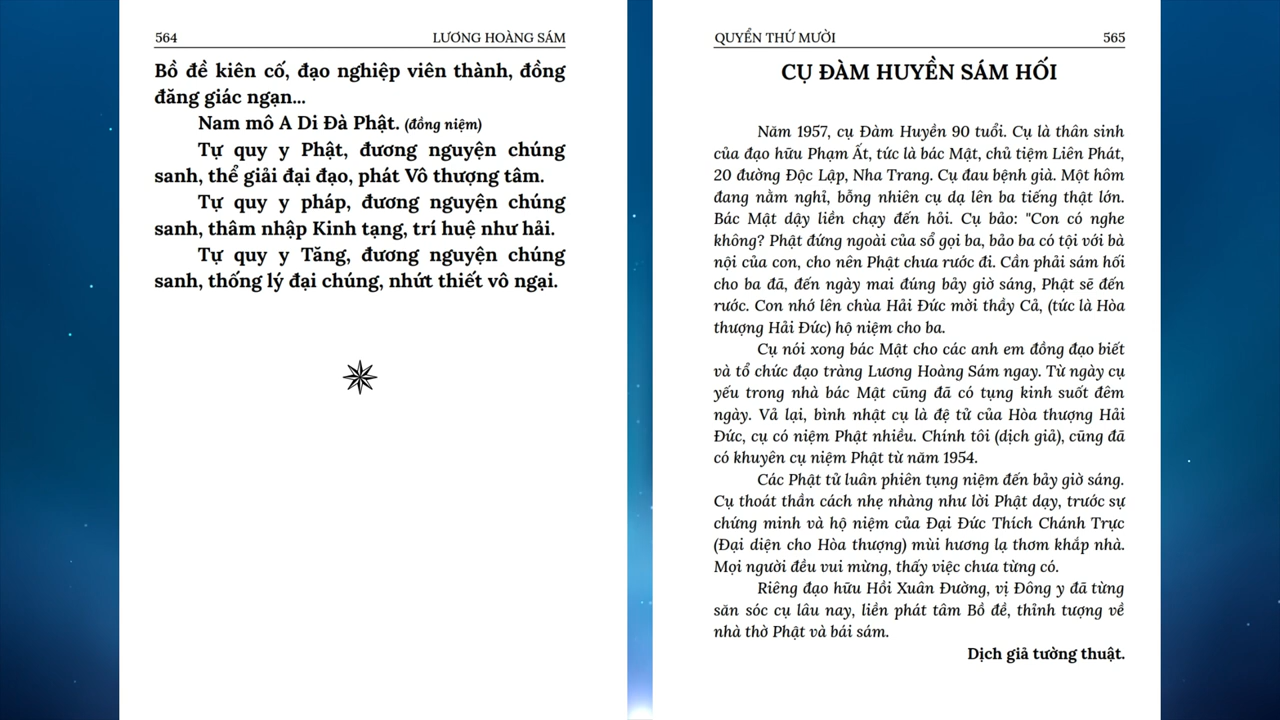 564 LƯƠNG HOÀNG SÁM
Bồ đề kiên cố, đạo nghiệp viên thành, đồng
đăng giác ngạn...
Nam mô A Di Đà Phật. (đồng niệm)
Tự quy y Phật, đương nguyện chúng
sanh, thể giải đại đạo, phát Vô thượng tâm.
Tự quy y pháp, đương nguyện chúng
sanh, thâm nhập Kinh tạng, trí huệ như hải.
Tự quy y Tăng, đương nguyện chúng
sanh, thống lý đại chúng, nhứt thiết vô ngại.
QUYỂN THỨ MƯỜI 565
CỤ ĐÀM HUYỀN SÁM HỐI
Năm 1957, cụ Đàm Huyền 90 tuổi. Cụ là thân sinh
của đạo hữu Phạm Ất, tức là bác Mật, chủ tiệm Liên Phát,
20 đường Độc Lập, Nha Trang. Cụ đau bệnh già. Một hôm
đang nằm nghỉ, bỗng nhiên cụ dạ lên ba tiếng thật lớn.
Bác Mật dậy liền chạy đến hỏi. Cụ bảo: "Con có nghe
không? Phật đứng ngoài của sổ gọi ba, bảo ba có tội với bà
nội của con, cho nên Phật chưa rước đi. Cần phải sám hối
cho ba đã, đến ngày mai đúng bảy giờ sáng, Phật sẽ đến
rước. Con nhớ lên chùa Hải Đức mời thầy Cả, (tức là Hòa
thượng Hải Đức) hộ niệm cho ba.
Cụ nói xong bác Mật cho các anh em đồng đạo biết
và tổ chức đạo tràng Lương Hoàng Sám ngay. Từ ngày cụ
yếu trong nhà bác Mật cũng đã có tụng kinh suốt đêm
ngày. Vả lại, bình nhật cụ là đệ tử của Hòa thượng Hải
Đức, cụ có niệm Phật nhiều. Chính tôi (dịch giả), cũng đã
có khuyên cụ niệm Phật từ năm 1954.
Các Phật tử luân phiên tụng niệm đến bảy giờ sáng.
Cụ thoát thần cách nhẹ nhàng như lời Phật dạy, trước sự
chứng minh và hộ niệm của Đại Đức Thích Chánh Trực
(Đại diện cho Hòa thượng) mùi hương lạ thơm khắp nhà.
Mọi người đều vui mừng, thấy việc chưa từng có.
Riêng đạo hữu Hồi Xuân Đường, vị Đông y đã từng
săn sóc cụ lâu nay, liền phát tâm Bồ đề, thỉnh tượng về
nhà thờ Phật và bái sám.
Dịch giả tường thuật.